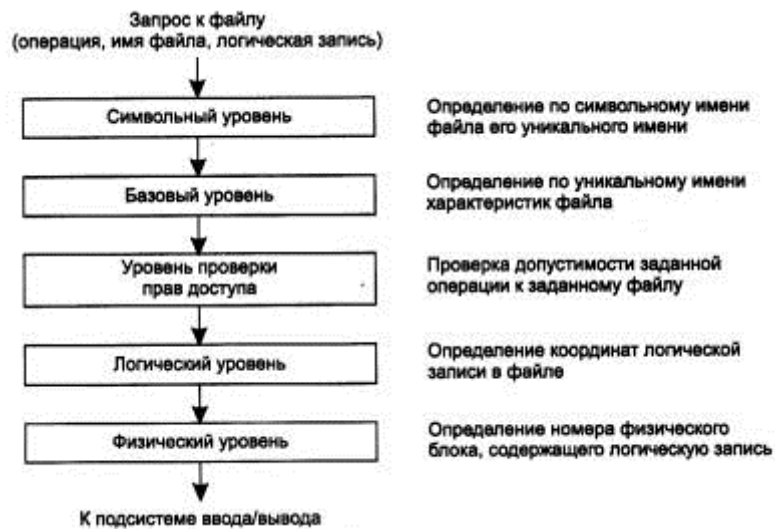 Запрос к файлу
(операция, имя файла, логическая запись)
Символьный уровень
Определение по символьному имени
файла его уникального имени
Базовый уровень
Определение по уникальному имени
характеристик файла
Уровень проверки
прав доступа
Проверка допустимости заданной
операции к заданному файлу
Логический уровень
Определение координат логической
записи в файле
Физический уровень
Определение номера физического
блока, содержащего логическую запись
К подсистеме ввода/вывода